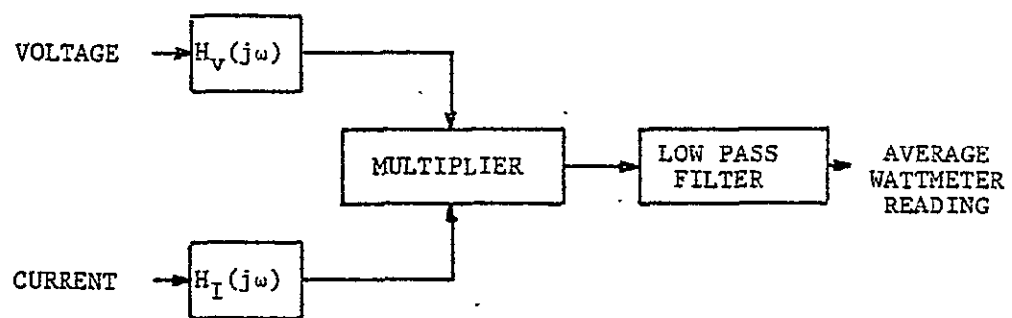 VOLTAGE
H_V(jω)
MULTIPLIER
LOW PASS
FILTER
AVERAGE
WATTMETER
READING
CURRENT
H_I(jω)